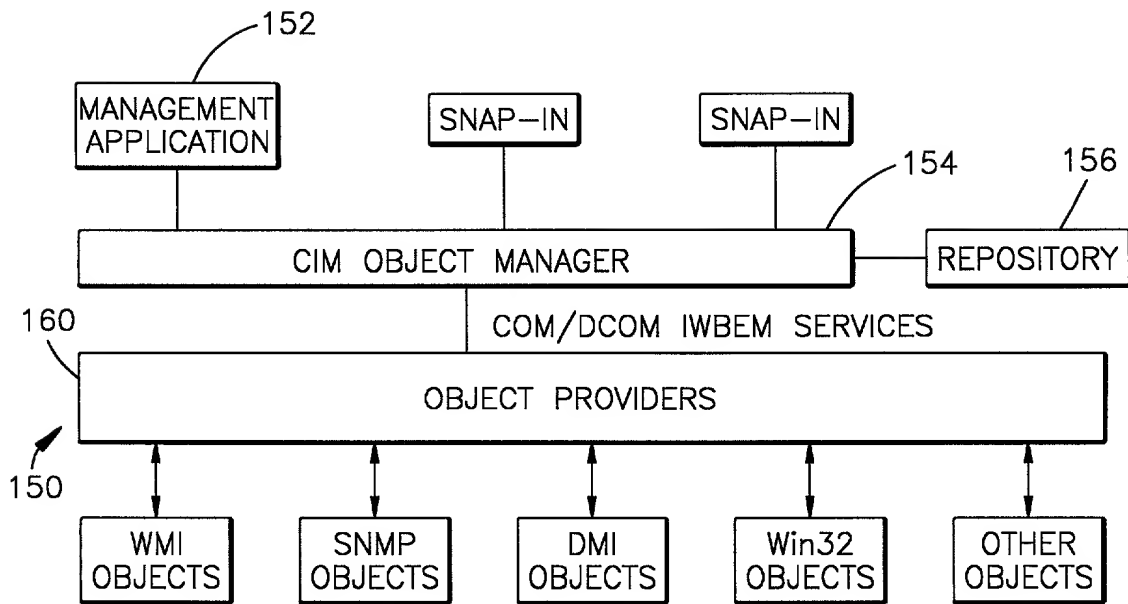 152
MANAGEMENT
APPLICATION
SNAP-IN
SNAP-IN
154
156
CIM OBJECT MANAGER
REPOSITORY
160
COM/DCOM IWBEM SERVICES
OBJECT PROVIDERS
150
WMI
OBJECTS
SNMP
OBJECTS
DMI
OBJECTS
Win32
OBJECTS
OTHER
OBJECTS